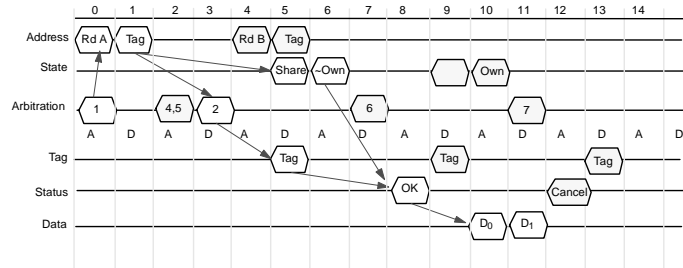 0 1 2 3 4 5 6 7 8 9 10 11 12 13 14
Address Rd A Tag Rd B Tag
State Share ~Own Own
Arbitration 1 4,5 2 6 7
A D A D A D A D A D A D A D A D
Tag Tag Tag Tag
Status OK Cancel
Data D0 D1